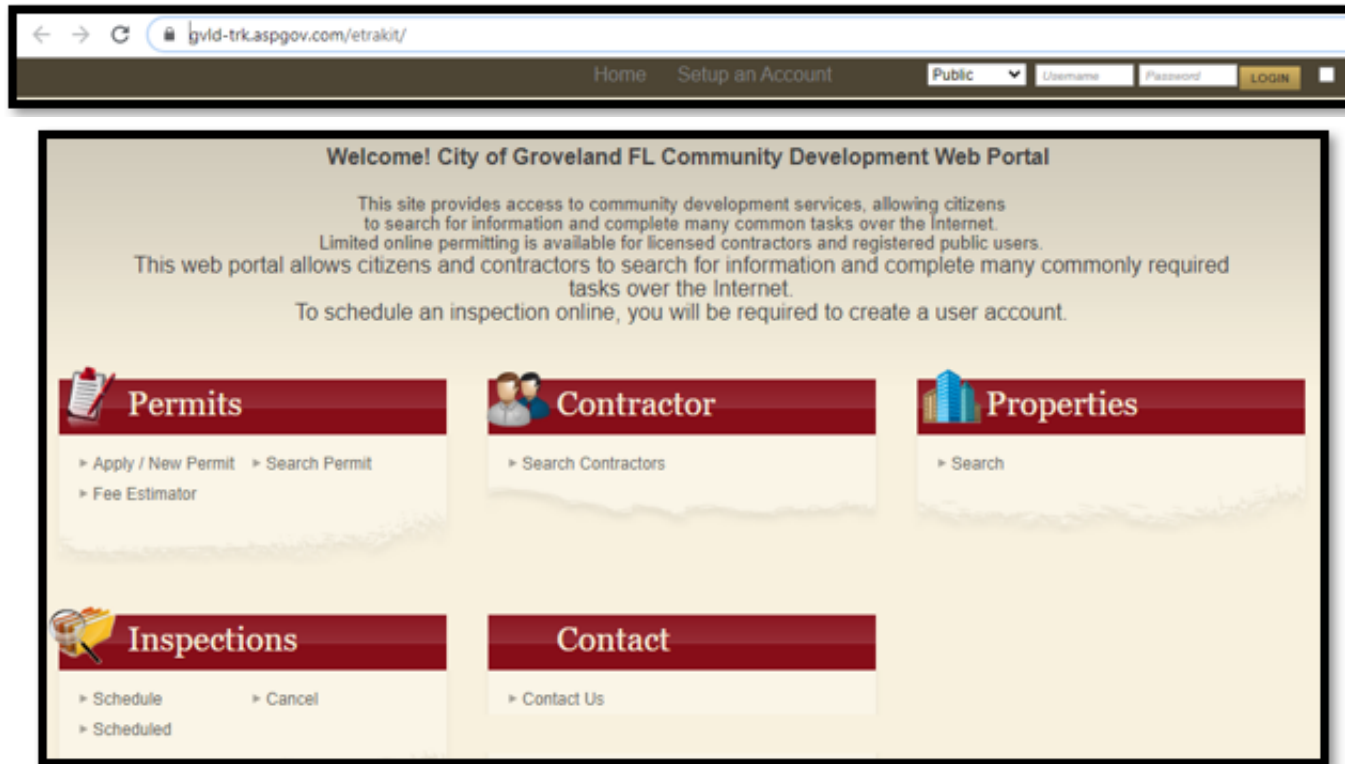 gvld-trk.aspgov.com/etrakit/
Home Setup an Account Public Username Password LOGIN
Welcome! City of Groveland FL Community Development Web Portal
This site provides access to community development services, allowing citizens
to search for information and complete many common tasks over the Internet.
Limited online permitting is available for licensed contractors and registered public users.
This web portal allows citizens and contractors to search for information and complete many commonly required
tasks over the Internet.
To schedule an inspection online, you will be required to create a user account.
Permits Contractor Properties
Apply / New Permit Search Permit Search Contractors Search
Fee Estimator
Inspections Contact
Schedule Cancel Contact Us
Scheduled